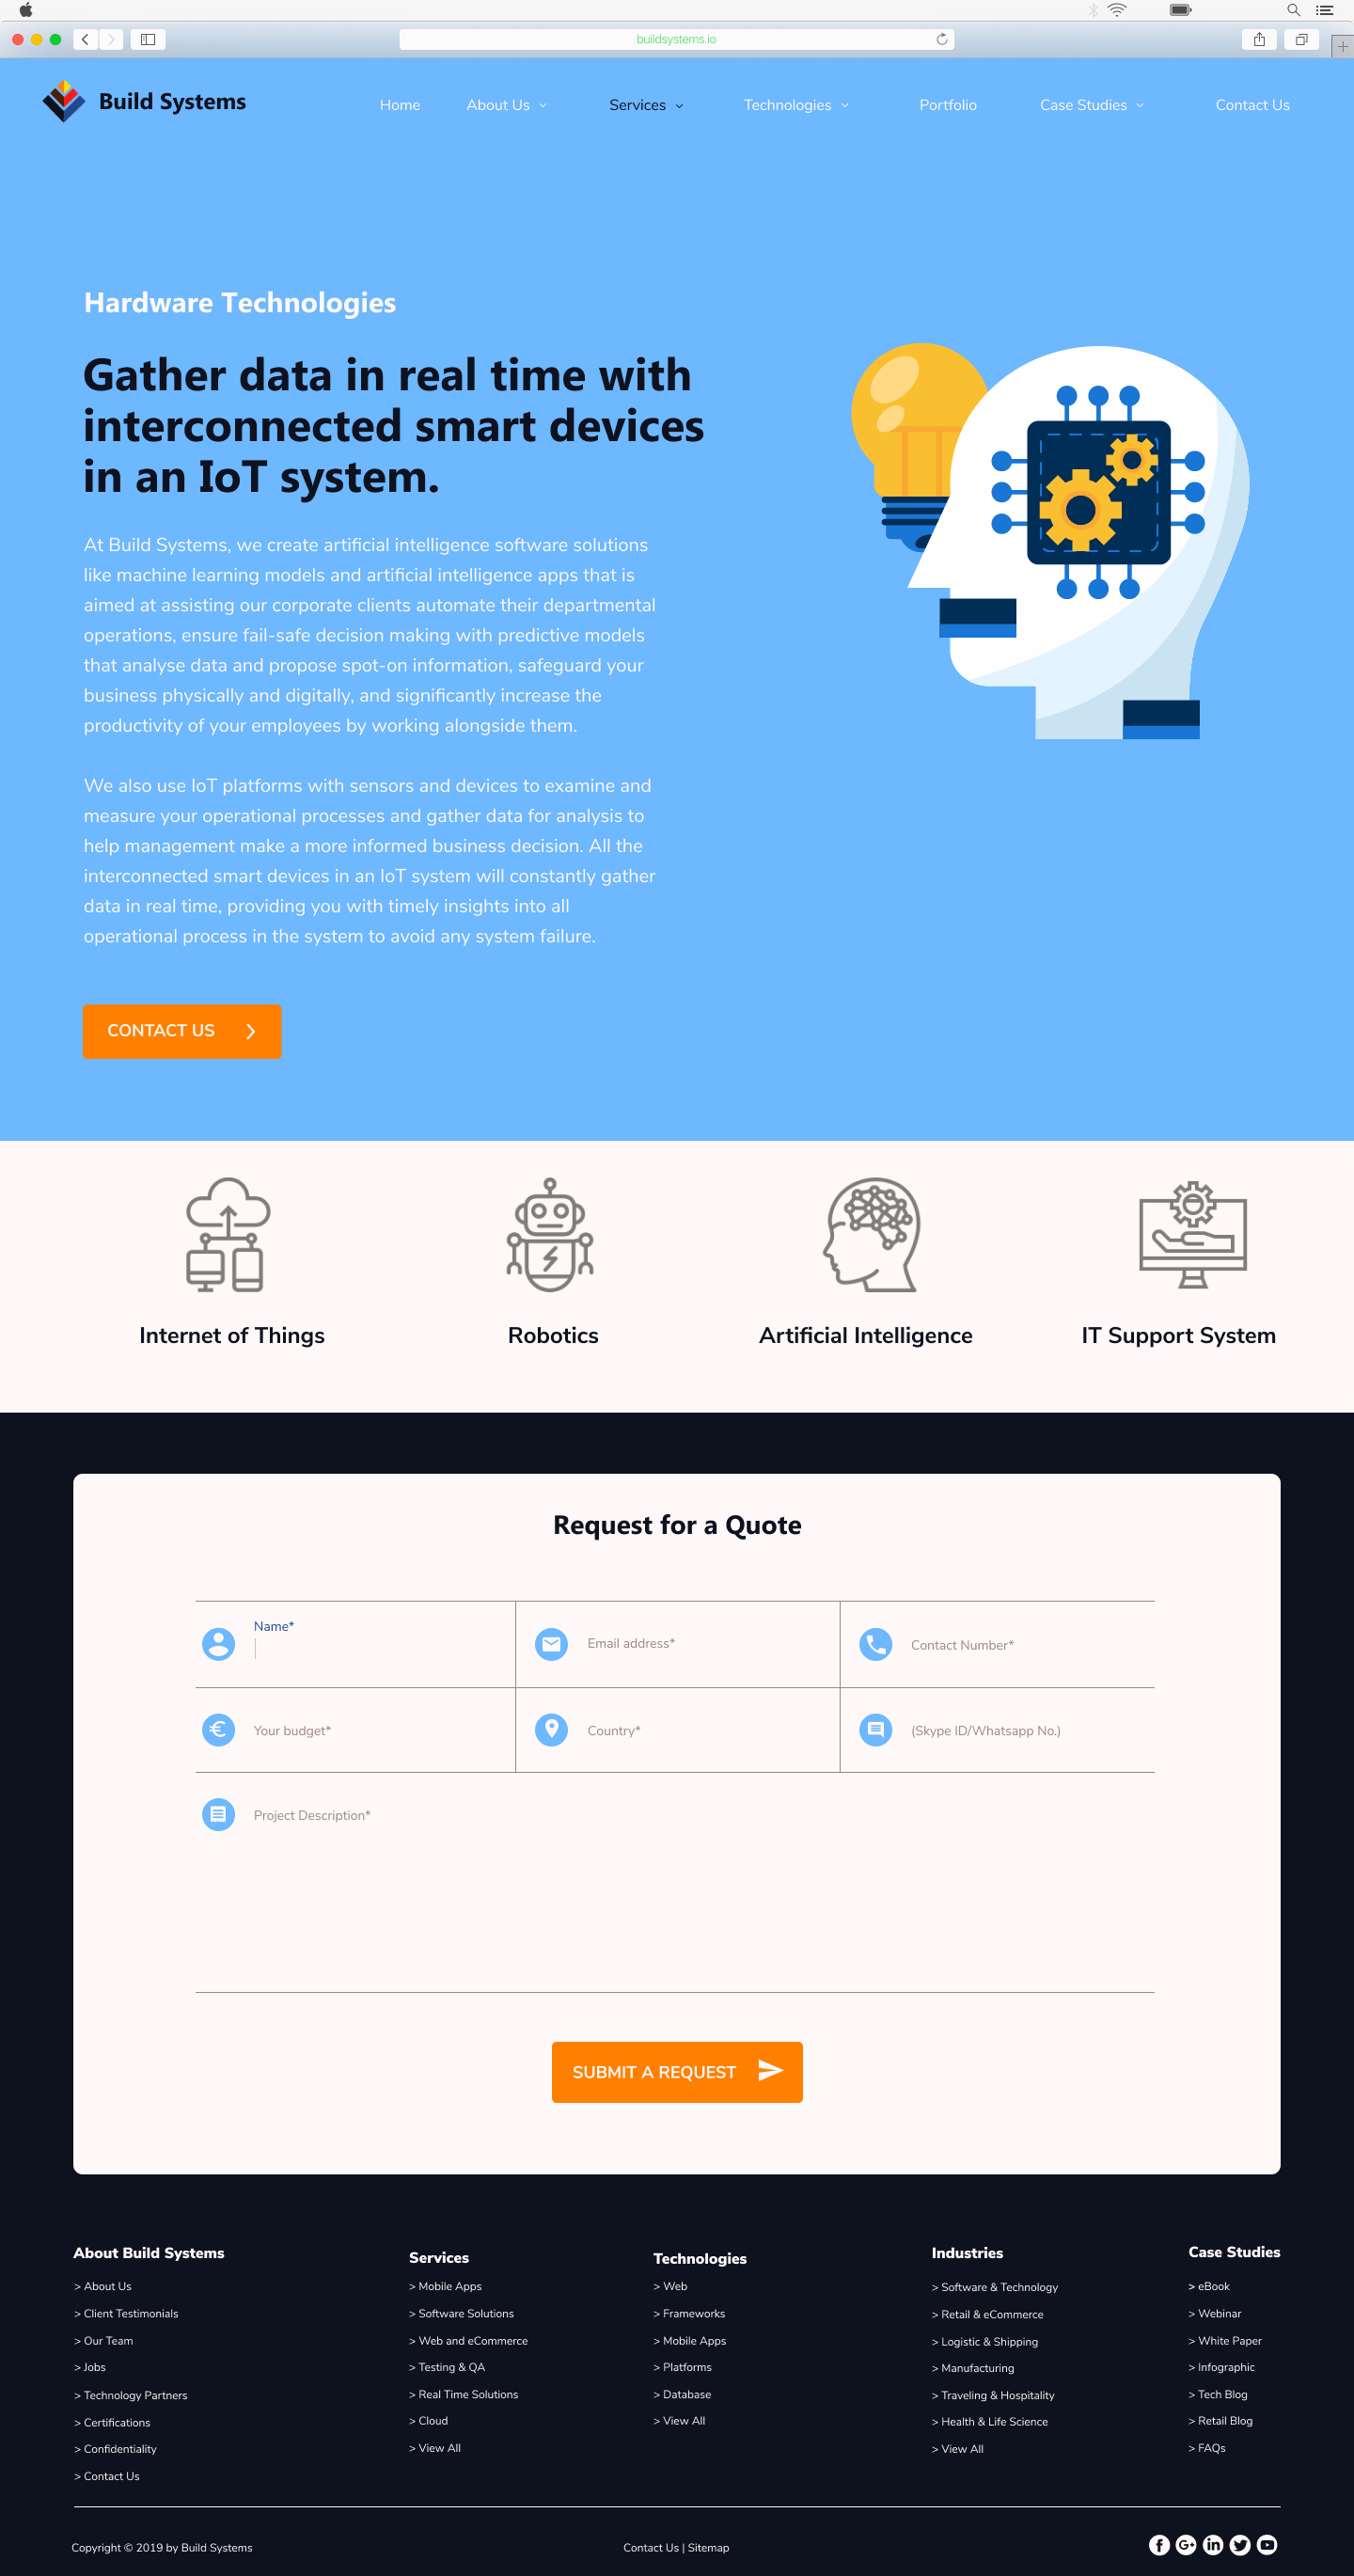 buildsystems.io
Build Systems
Home
About Us
Services
Technologies
Portfolio
Case Studies
Contact Us
Hardware Technologies
Gather data in real time with
interconnected smart devices
in an IoT system.
At Build Systems, we create artificial intelligence software solutions
like machine learning models and artificial intelligence apps that is
aimed at assisting our corporate clients automate their departmental
operations, ensure fail-safe decision making with predictive models
that analyse data and propose spot-on information, safeguard your
business physically and digitally, and significantly increase the
productivity of your employees by working alongside them.
We also use IoT platforms with sensors and devices to examine and
measure your operational processes and gather data for analysis to
help management make a more informed business decision. All the
interconnected smart devices in an IoT system will constantly gather
data in real time, providing you with timely insights into all
operational process in the system to avoid any system failure.
CONTACT US
Internet of Things
Robotics
Artificial Intelligence
IT Support System
Request for a Quote
Name*
Email address*
Contact Number*
Your budget*
Country*
(Skype ID/Whatsapp No.)
Project Description*
SUBMIT A REQUEST
About Build Systems
> About Us
> Client Testimonials
> Our Team
> Jobs
> Technology Partners
> Certifications
> Confidentiality
> Contact Us
Services
> Mobile Apps
> Software Solutions
> Web and eCommerce
> Testing & QA
> Real Time Solutions
> Cloud
> View All
Technologies
> Web
> Frameworks
> Mobile Apps
> Platforms
> Database
> View All
Industries
> Software & Technology
> Retail & eCommerce
> Logistic & Shipping
> Manufacturing
> Traveling & Hospitality
> Health & Life Science
> View All
Case Studies
> eBook
> Webinar
> White Paper
> Infographic
> Tech Blog
> Retail Blog
> FAQs
Copyright © 2019 by Build Systems
Contact Us | Sitemap